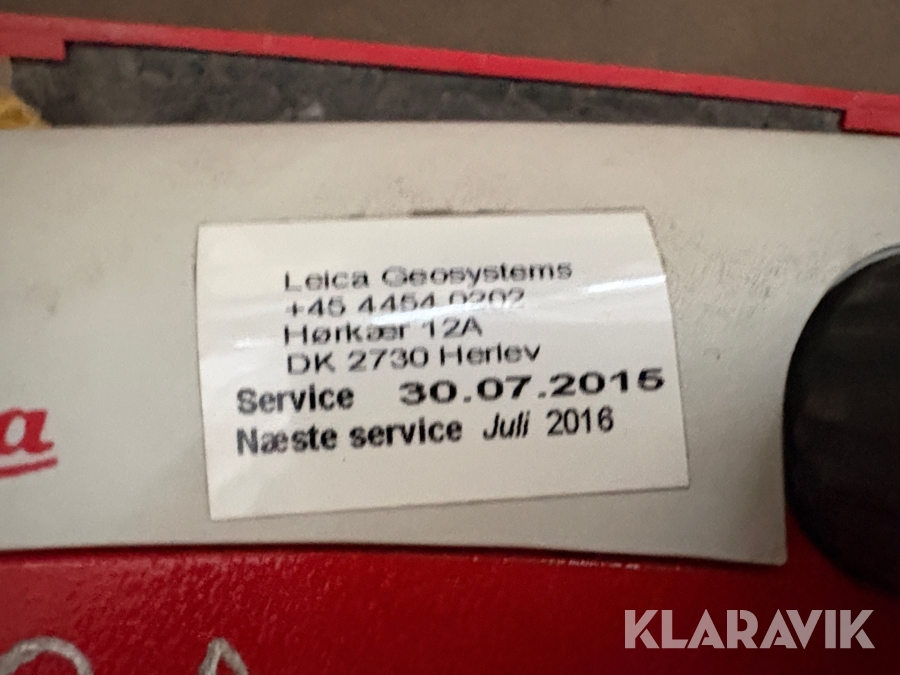 Leica Geosystems
+45 4454 0202
Hørkær 12A
DK 2730 Herlev
Service 30.07.2015
Næste service Juli 2016
a
KLARAVIK